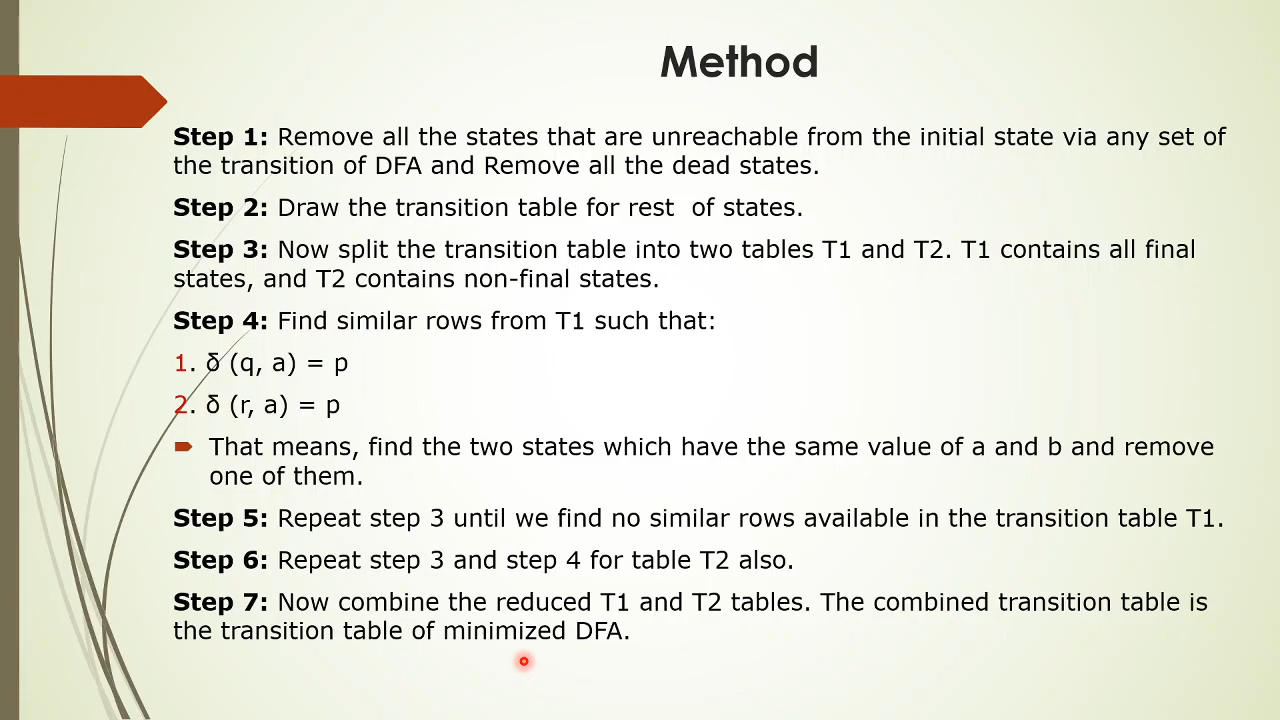 Method
Step 1: Remove all the states that are unreachable from the initial state via any set of
the transition of DFA and Remove all the dead states.
Step 2: Draw the transition table for rest  of states.
Step 3: Now split the transition table into two tables T1 and T2. T1 contains all final
states, and T2 contains non-final states.
Step 4: Find similar rows from T1 such that:
1. δ (q, a) = p
2. δ (r, a) = p
That means, find the two states which have the same value of a and b and remove
one of them.
Step 5: Repeat step 3 until we find no similar rows available in the transition table T1.
Step 6: Repeat step 3 and step 4 for table T2 also.
Step 7: Now combine the reduced T1 and T2 tables. The combined transition table is
the transition table of minimized DFA.